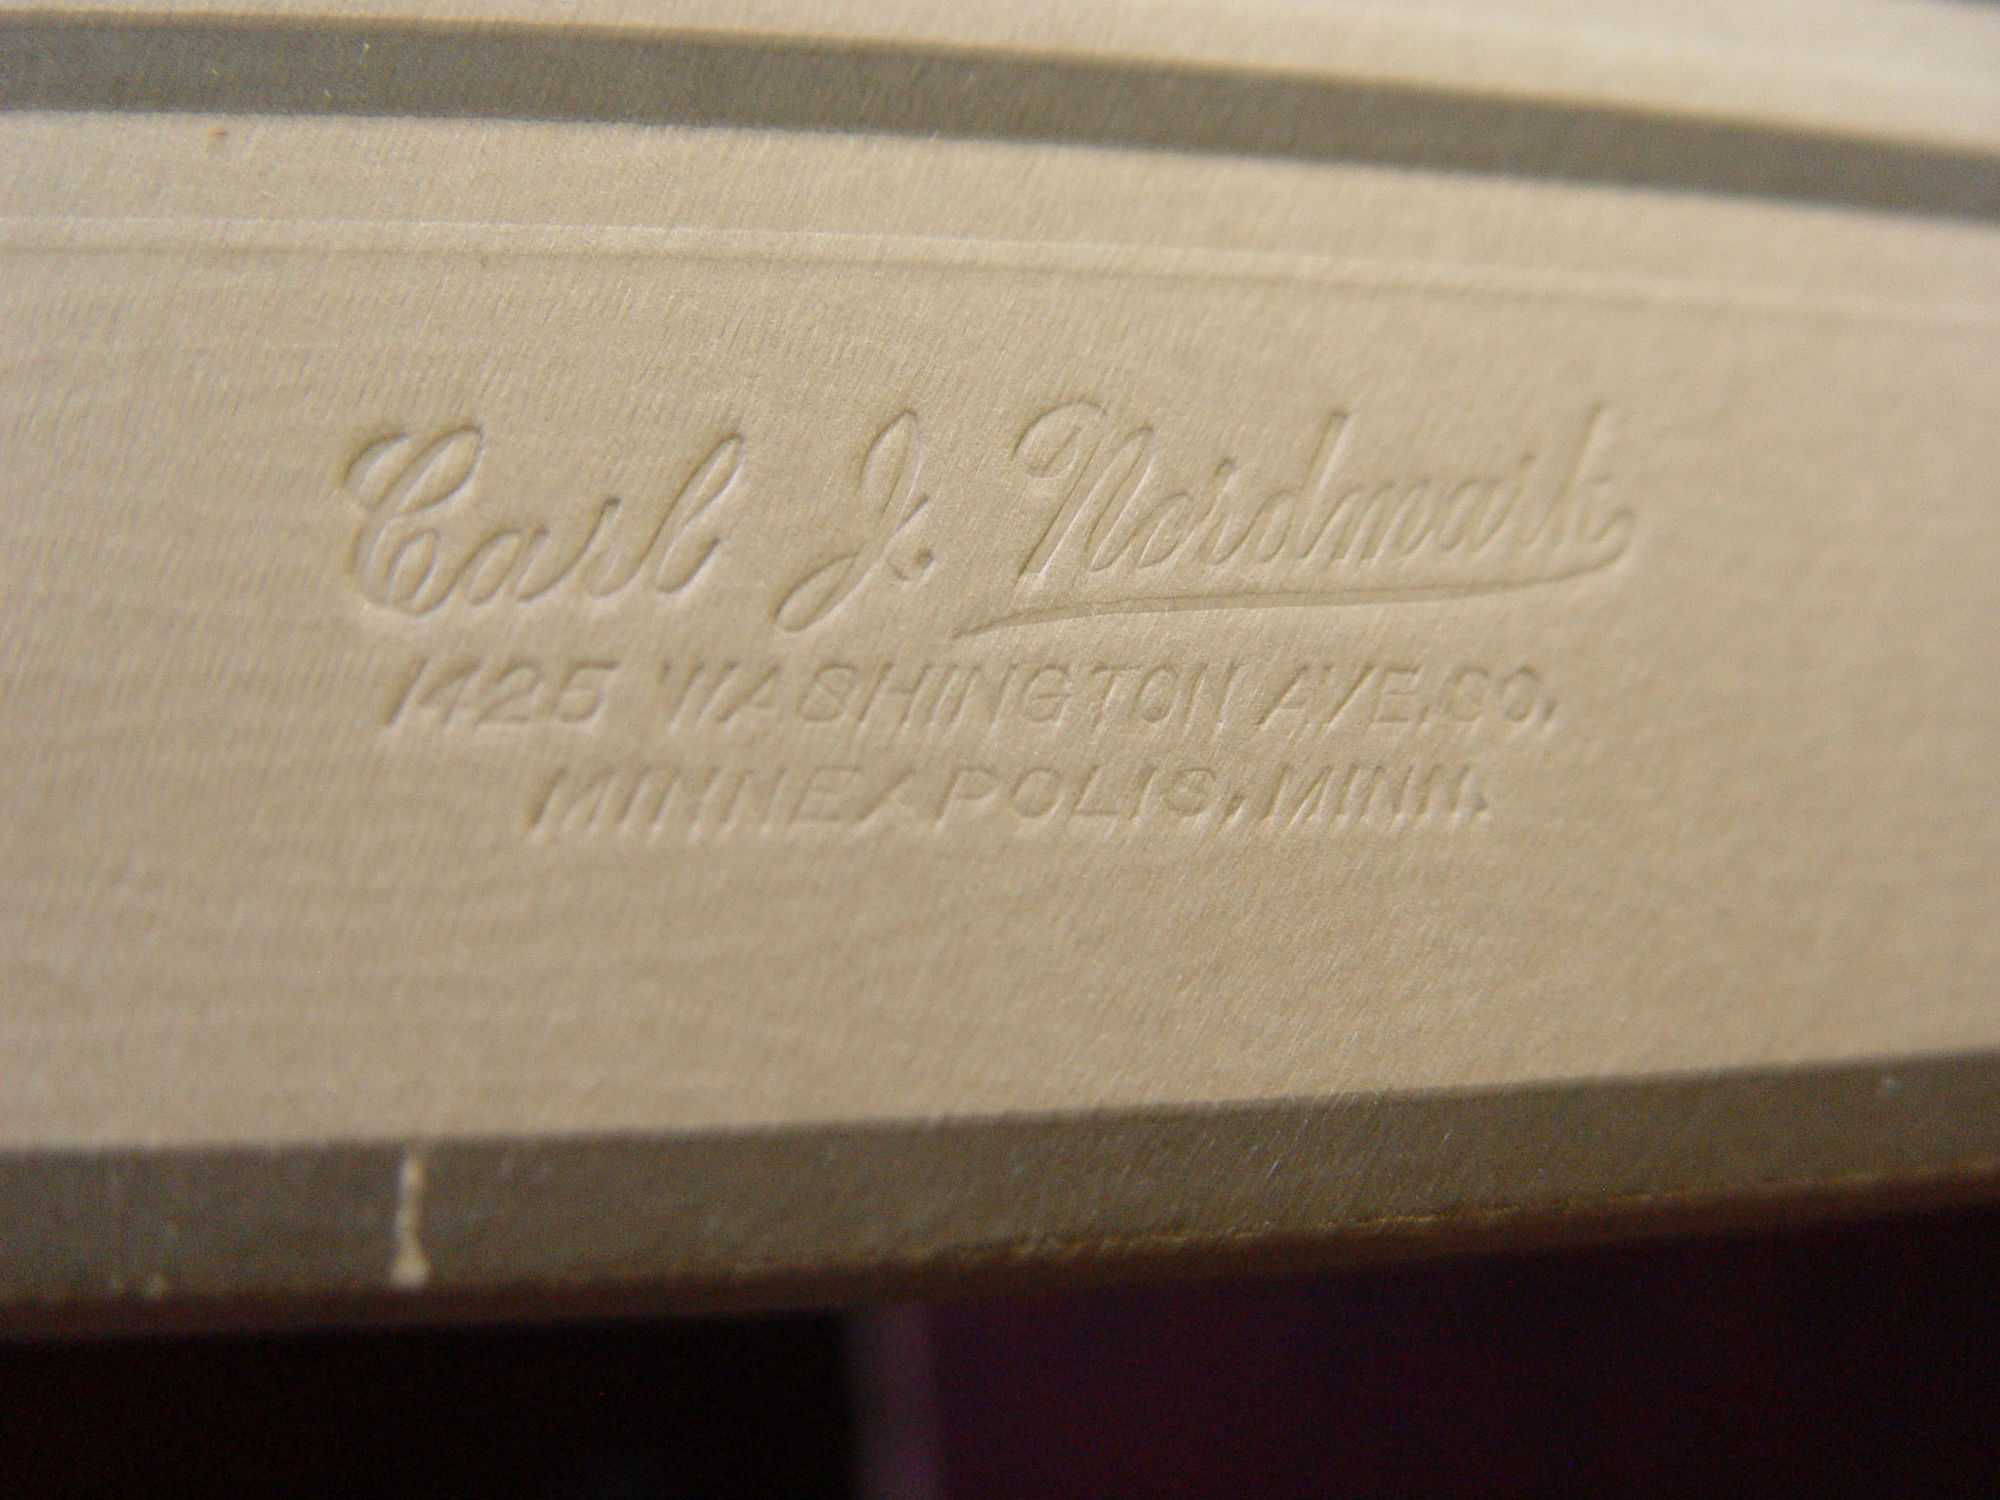 Carl J. Nordmark
1425 WASHINGTON AVE. SO.
MINNEAPOLIS, MINN.